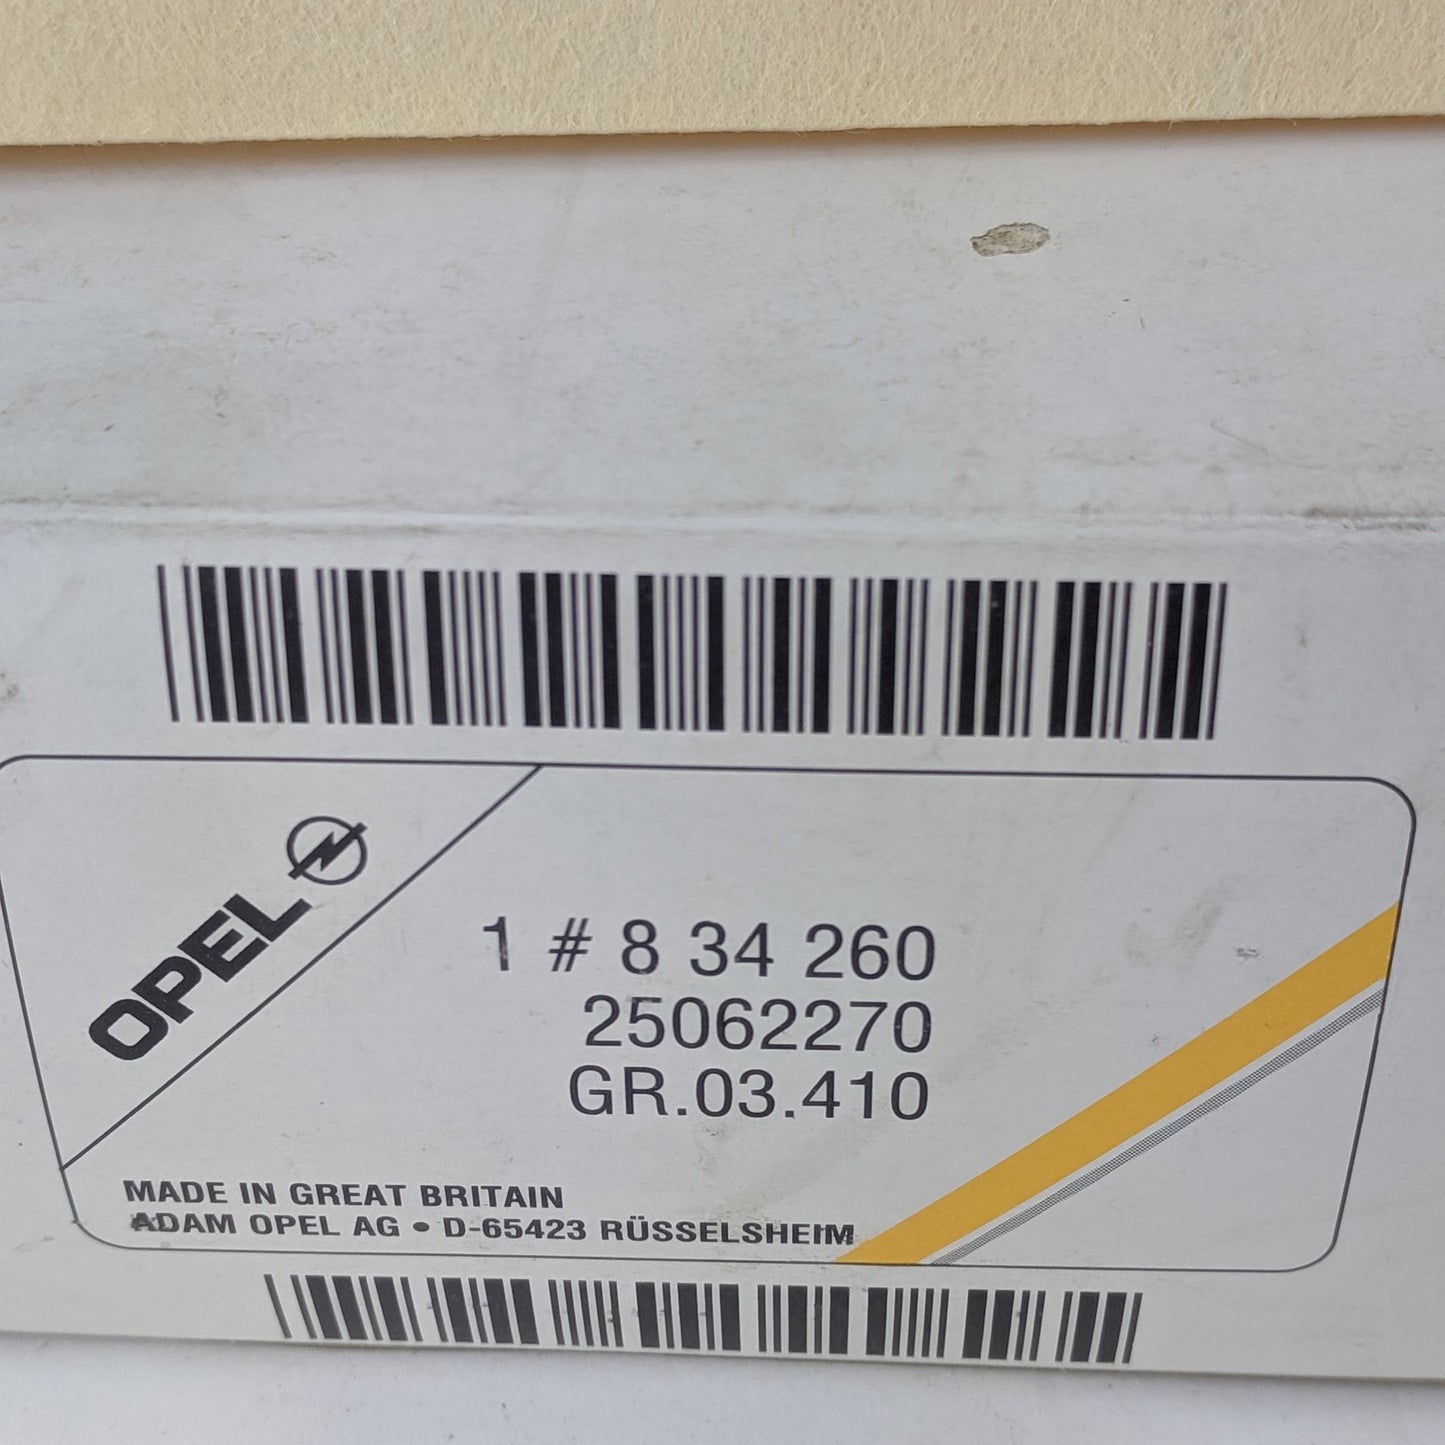 OPEL
1 # 8 34 260
25062270
GR.03.410
MADE IN GREAT BRITAIN
ADAM OPEL AG • D-65423 RÜSSELSHEIM